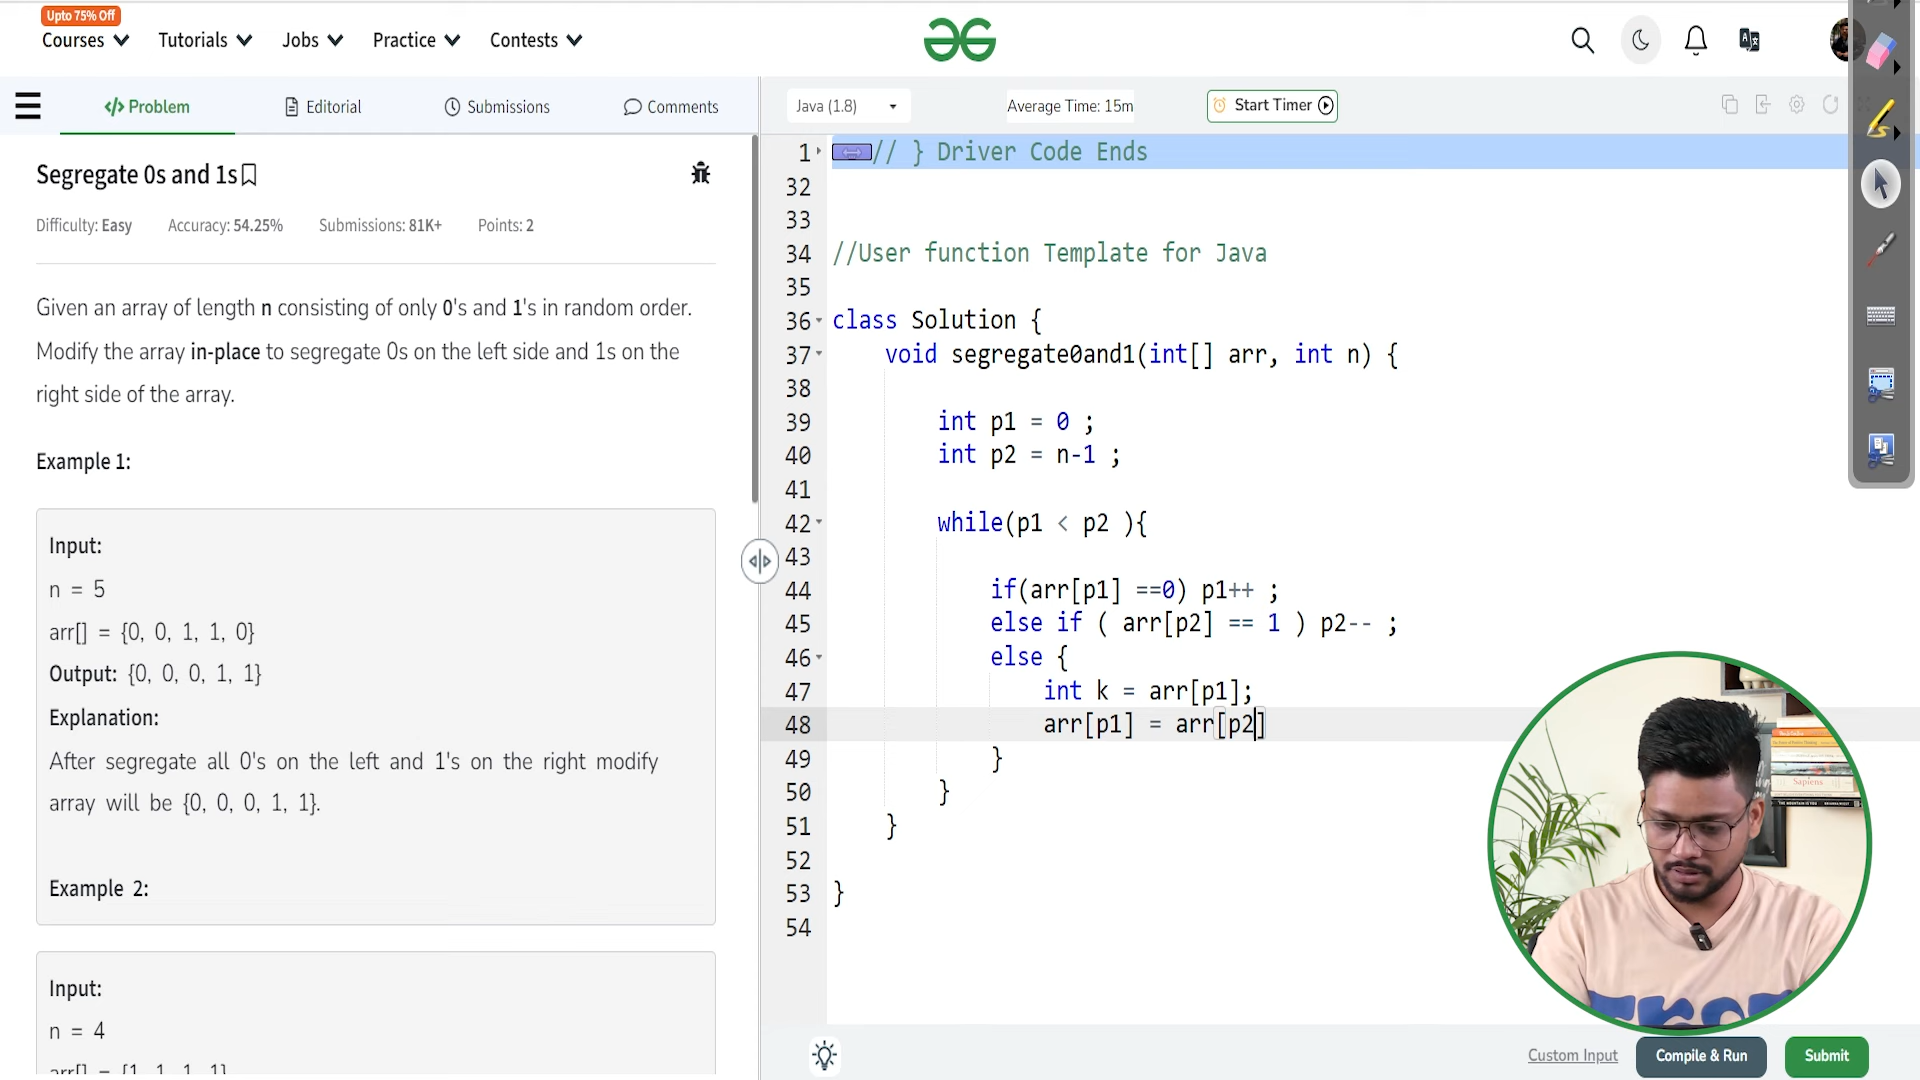 Upto 75% Off
Courses Tutorials Jobs Practice Contests
Problem Editorial Submissions Comments
Java (1.8) Average Time: 15m Start Timer
Segregate 0s and 1s
Difficulty: Easy Accuracy: 54.25% Submissions: 81K+ Points: 2
Given an array of length n consisting of only 0's and 1's in random order.
Modify the array in-place to segregate 0s on the left side and 1s on the
right side of the array.
Example 1:
Input:
n = 5
arr[] = {0, 0, 1, 1, 0}
Output: {0, 0, 0, 1, 1}
Explanation:
After segregate all 0's on the left and 1's on the right modify
array will be {0, 0, 0, 1, 1}.
Example 2:
Input:
n = 4
arr[] = {1, 1, 1, 1}
1 // } Driver Code Ends
32
33
34 //User function Template for Java
35
36 class Solution {
37 void segregate0and1(int[] arr, int n) {
38
39 int p1 = 0 ;
40 int p2 = n-1 ;
41
42 while(p1 < p2 ){
43
44 if(arr[p1] ==0) p1++ ;
45 else if ( arr[p2] == 1 ) p2-- ;
46 else {
47 int k = arr[p1];
48 arr[p1] = arr[p2]
49 }
50 }
51 }
52
53 }
54
Sapiens
Custom Input Compile & Run Submit